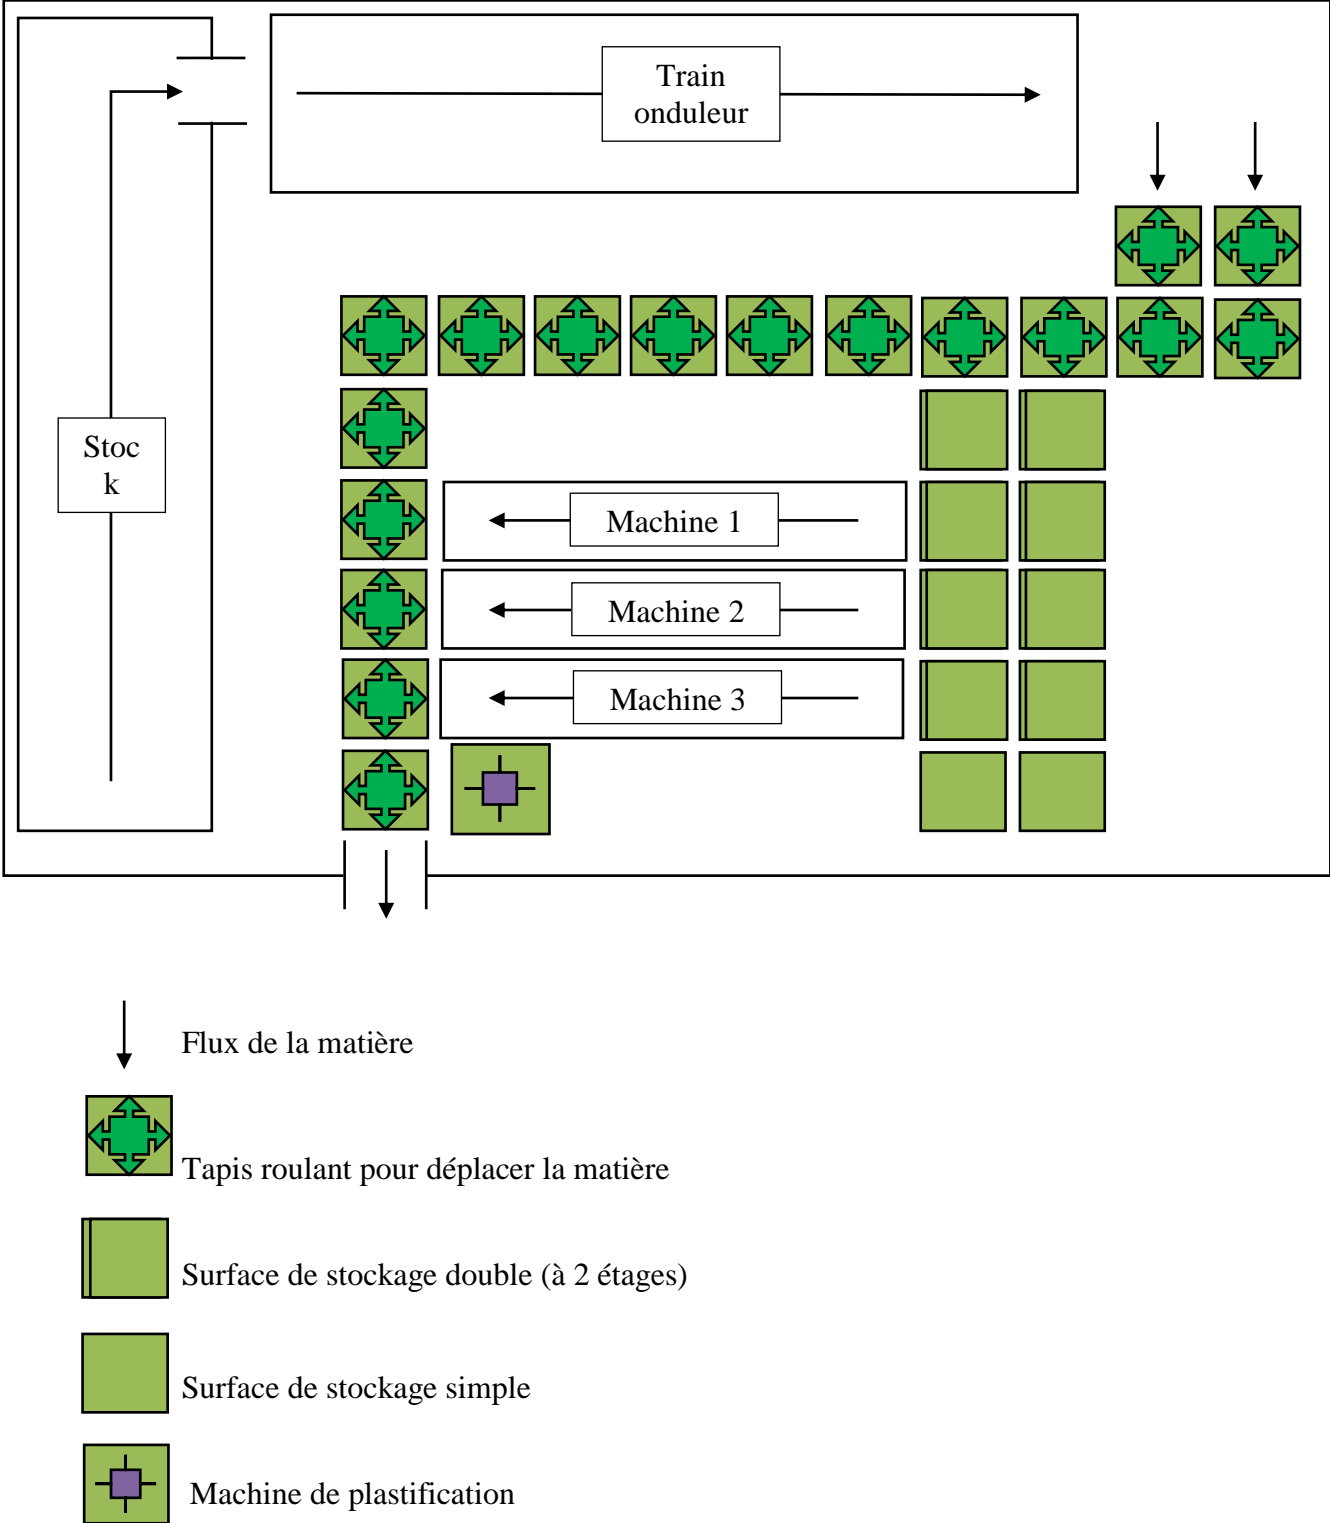 Train
onduleur
Stoc
k
Machine 1
Machine 2
Machine 3
Flux de la matière
Tapis roulant pour déplacer la matière
Surface de stockage double (à 2 étages)
Surface de stockage simple
Machine de plastification